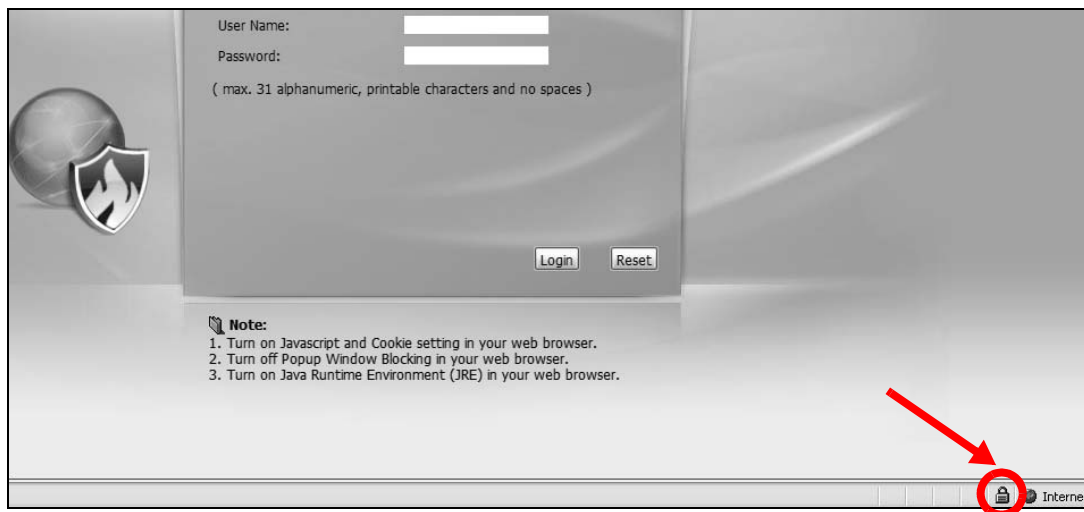 User Name:
Password:
( max. 31 alphanumeric, printable characters and no spaces )
Login Reset
Note:
1. Turn on Javascript and Cookie setting in your web browser.
2. Turn off Popup Window Blocking in your web browser.
3. Turn on Java Runtime Environment (JRE) in your web browser.
Interne